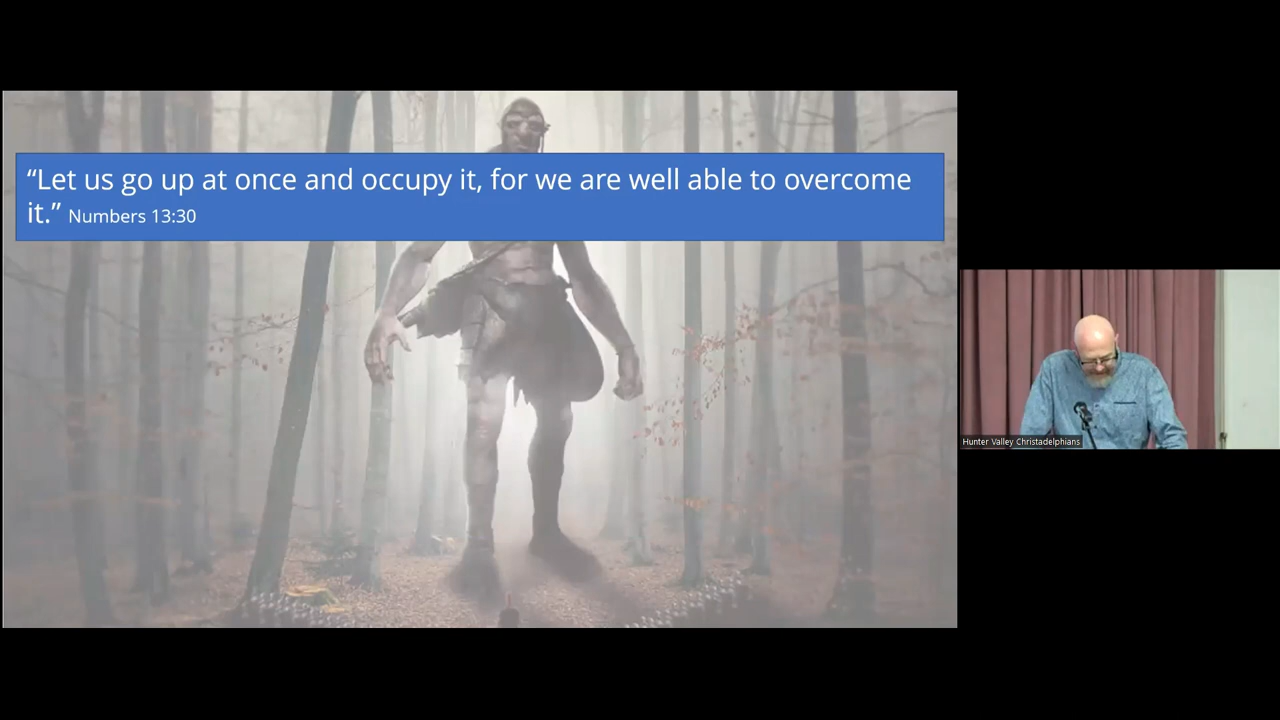 “Let us go up at once and occupy it, for we are well able to overcome
it.” Numbers 13:30
Hunter Valley Christadelphians